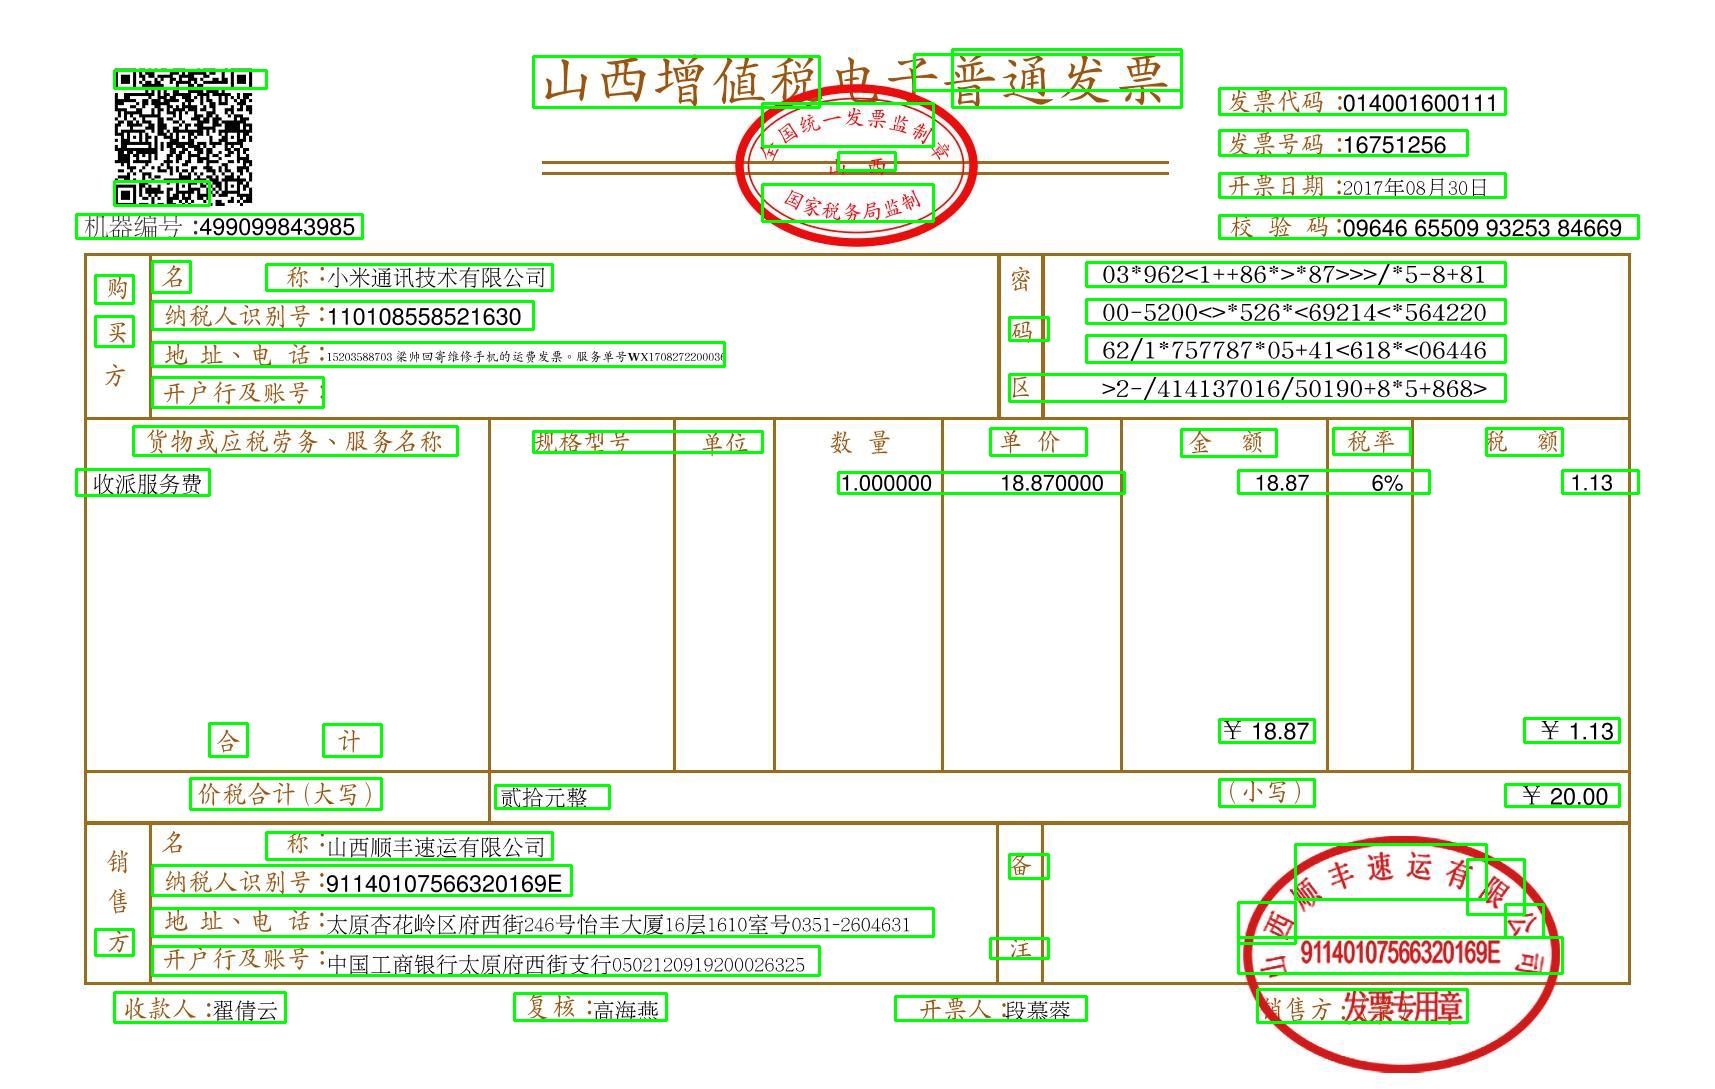 山西增值税电子普通发票
全国统一发票监制章
山西
国家税务局监制
发票代码:014001600111
发票号码:16751256
开票日期:2017年08月30日
校验码:09646 65509 93253 84669
机器编号:499099843985
购买方
名称:小米通讯技术有限公司
纳税人识别号:110108558521630
地址、电话:15203588703 梁帅回寄维修手机的运费发票。服务单号WX1708272200036
开户行及账号:
密码区
03*962<1++86*>*87>>>/*5-8+81
00-5200<>*526*<69214<*564220
62/1*757787*05+41<618*<06446
>2-/414137016/50190+8*5+868>
货物或应税劳务、服务名称 规格型号 单位 数量 单价 金额 税率 税额
收派服务费 1.000000 18.870000 18.87 6% 1.13
合计 ¥ 18.87 ¥ 1.13
价税合计(大写) 贰拾元整 (小写) ¥ 20.00
销售方
名称:山西顺丰速运有限公司
纳税人识别号:91140107566320169E
地址、电话:太原杏花岭区府西街246号怡丰大厦16层1610室号0351-2604631
开户行及账号:中国工商银行太原府西街支行0502120919200026325
备注
山西顺丰速运有限公司
91140107566320169E
发票专用章
收款人:翟倩云 复核:高海燕 开票人:段慕蓉 销售方: